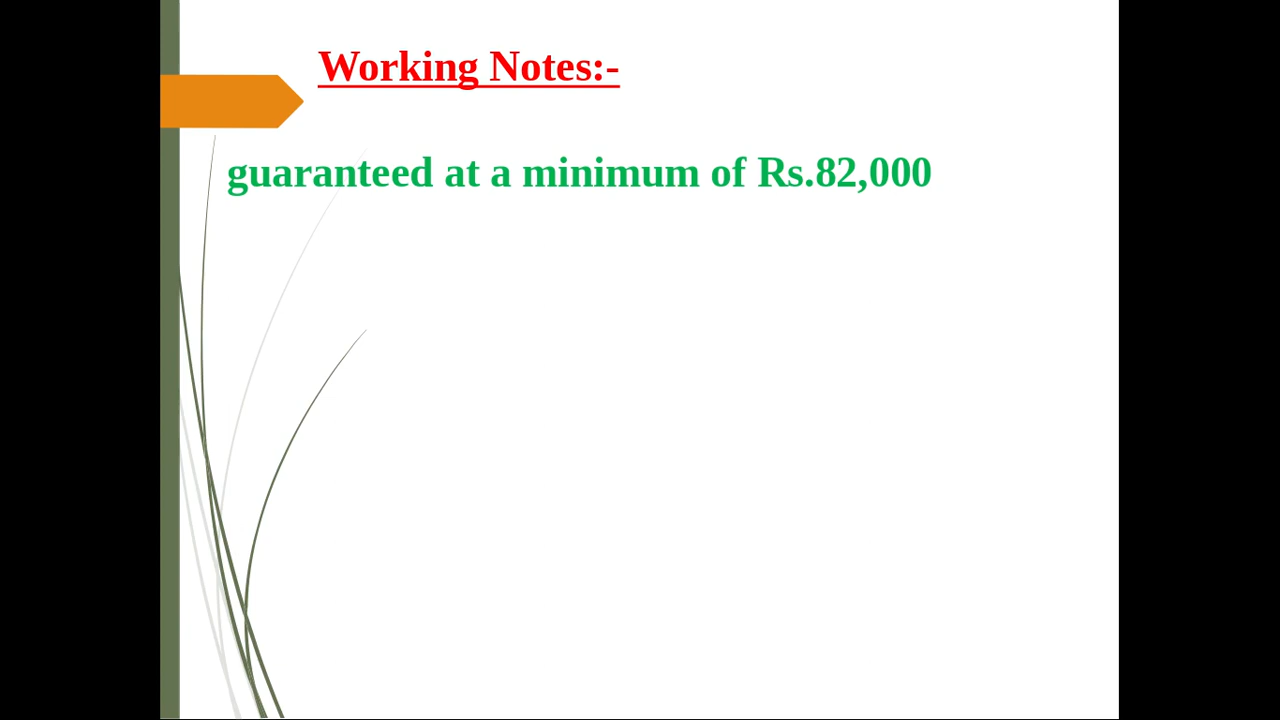 Working Notes:-
guaranteed at a minimum of Rs.82,000